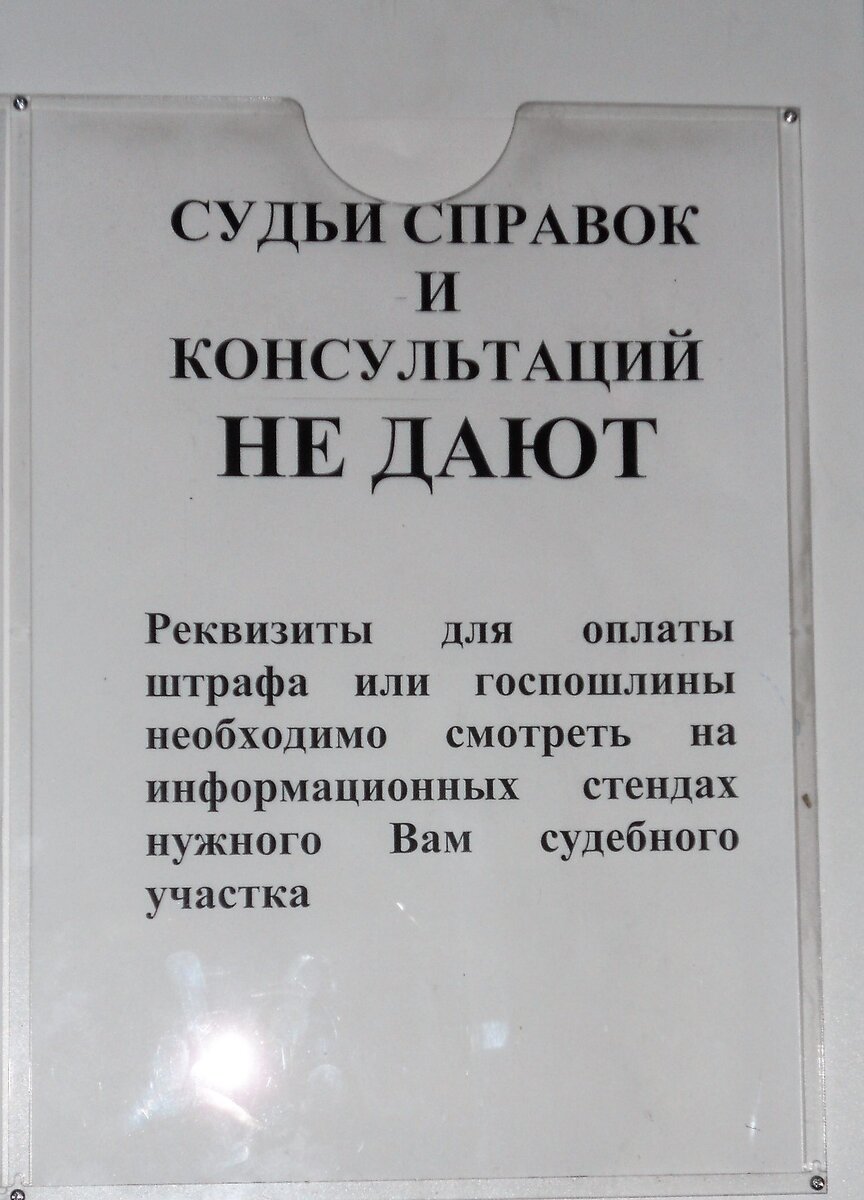 СУДЬИ СПРАВОК
И
КОНСУЛЬТАЦИЙ
НЕ ДАЮТ
Реквизиты для оплаты
штрафа или госпошлины
необходимо смотреть на
информационных стендах
нужного Вам судебного
участка